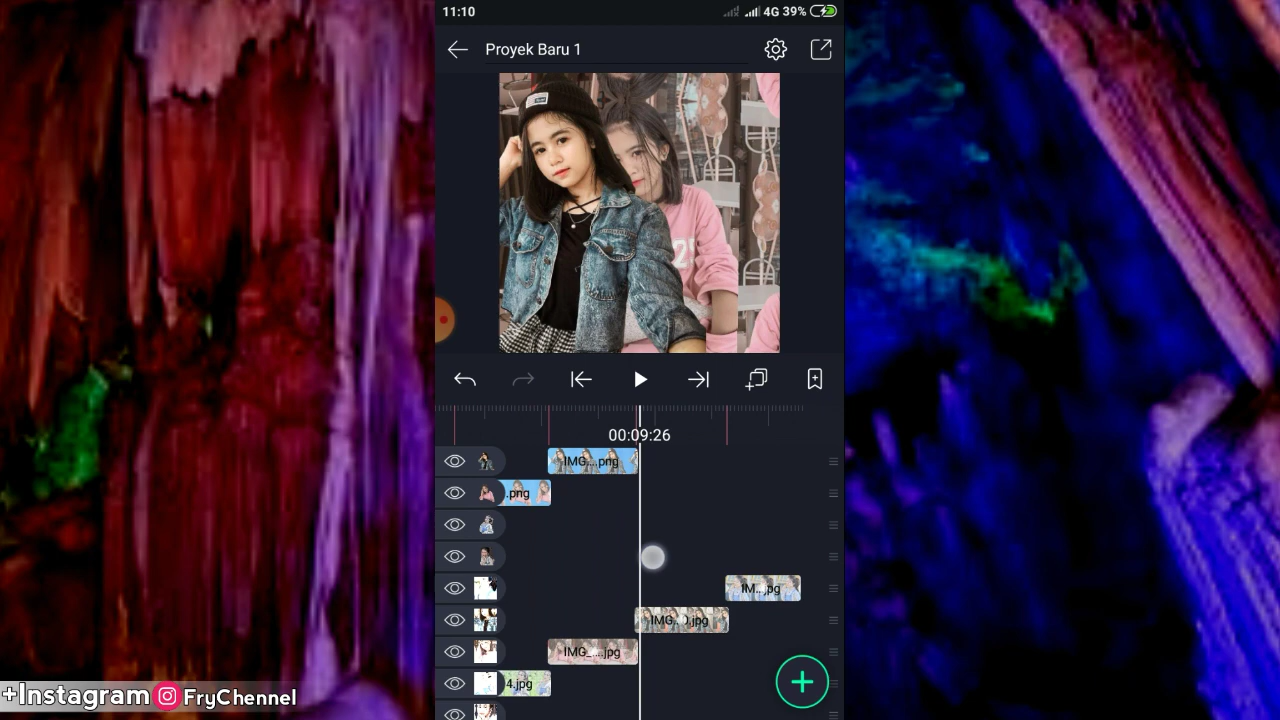 11:10
4G 39%
Proyek Baru 1
00:09:26
IMG...png
.png
IM...jpg
IMG...).jpg
IMG_...jpg
4.jpg
+Instagram FryChennel